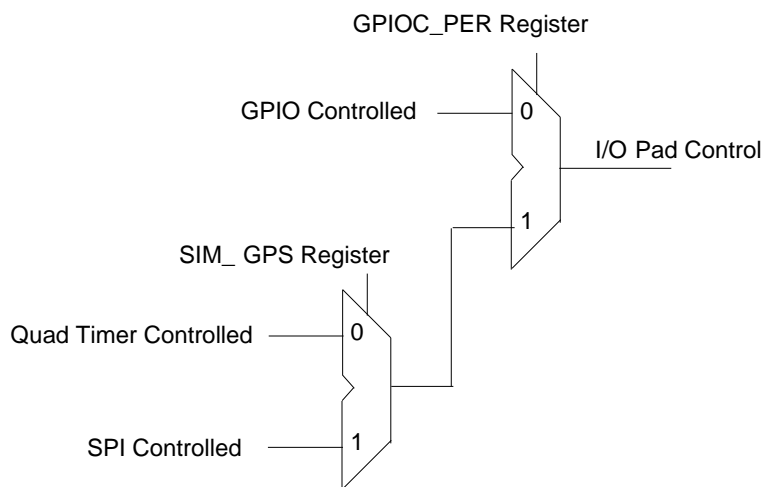 GPIOC_PER Register
GPIO Controlled
0
I/O Pad Control
1
SIM_ GPS Register
Quad Timer Controlled
0
SPI Controlled
1